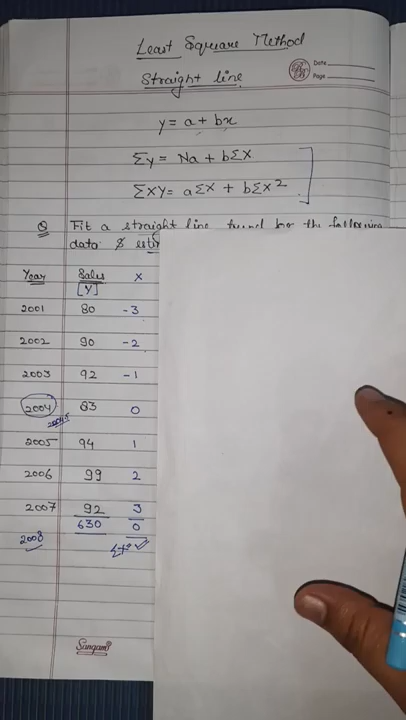 Least Square Method
Straight line
Date
Page
y = a + bx
Σy = Na + bΣx
Σxy = aΣx + bΣx²
Q Fit a straight line trend for the following
data &
Year Sales [Y] X
2001 80 -3
2002 90 -2
2003 92 -1
2004 83 0
2005 94 1
2006 99 2
2007 92 3
630 0
2008
Sangam